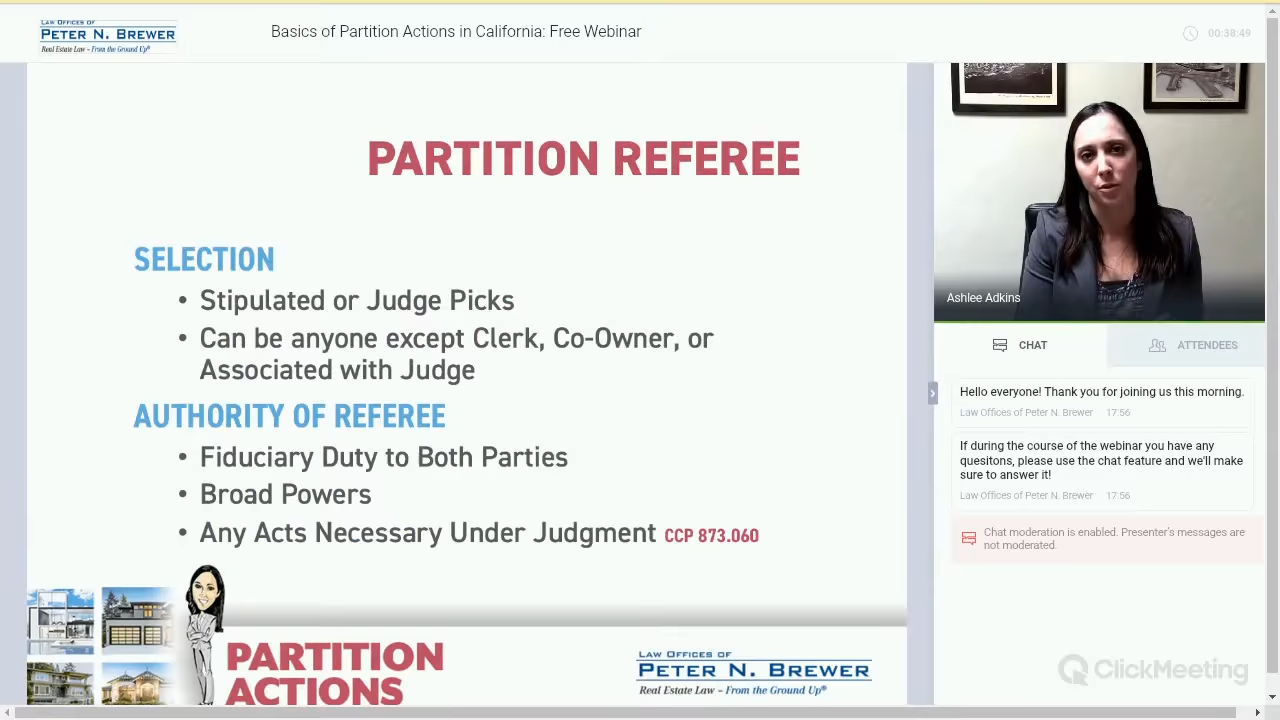 LAW OFFICES OF
PETER N. BREWER
Real Estate Law – From the Ground Up®
Basics of Partition Actions in California: Free Webinar
00:38:49
PARTITION REFEREE
SELECTION
• Stipulated or Judge Picks
• Can be anyone except Clerk, Co-Owner, or
Associated with Judge
AUTHORITY OF REFEREE
• Fiduciary Duty to Both Parties
• Broad Powers
• Any Acts Necessary Under Judgment CCP 873.060
PARTITION
ACTIONS
LAW OFFICES OF
PETER N. BREWER
Real Estate Law – From the Ground Up®
Ashlee Adkins
CHAT
ATTENDEES
Hello everyone! Thank you for joining us this morning.
Law Offices of Peter N. Brewer 17:56
If during the course of the webinar you have any
quesitons, please use the chat feature and we'll make
sure to answer it!
Law Offices of Peter N. Brewer 17:56
Chat moderation is enabled. Presenter's messages are
not moderated.
ClickMeeting